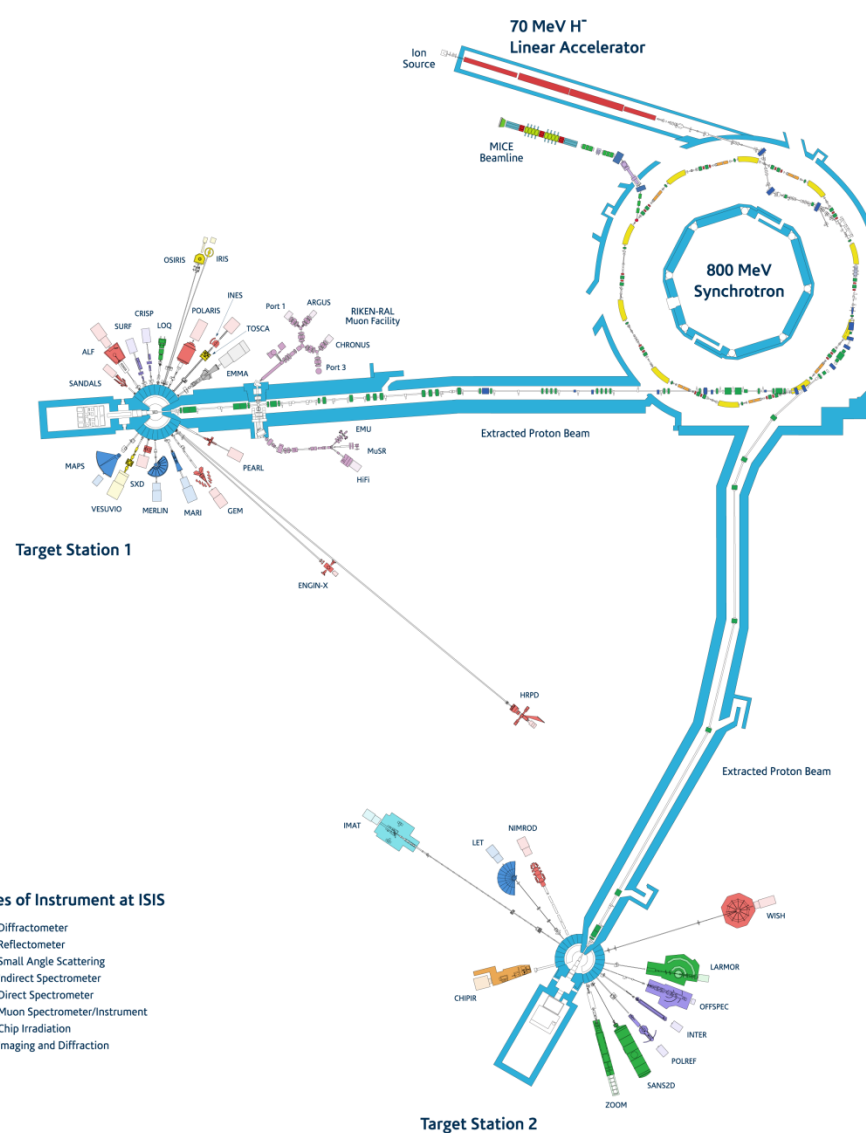 70 MeV H⁻
Linear Accelerator
Ion
Source
MICE
Beamline
800 MeV
Synchrotron
OSIRIS
IRIS
INES
CRISP
POLARIS
SURF
LOQ
TOSCA
ALF
EMMA
SANDALS
Port 1
ARGUS
RIKEN-RAL
Muon Facility
CHRONUS
Port 3
Extracted Proton Beam
EMU
MuSR
HiFi
PEARL
MAPS
SXD
VESUVIO
MERLIN
MARI
GEM
Target Station 1
ENGIN-X
HRPD
Extracted Proton Beam
IMAT
LET
NIMROD
WISH
LARMOR
CHIPIR
OFFSPEC
INTER
POLREF
SANS2D
ZOOM
es of Instrument at ISIS
Diffractometer
Reflectometer
Small Angle Scattering
Indirect Spectrometer
Direct Spectrometer
Muon Spectrometer/Instrument
Chip Irradiation
maging and Diffraction
Target Station 2